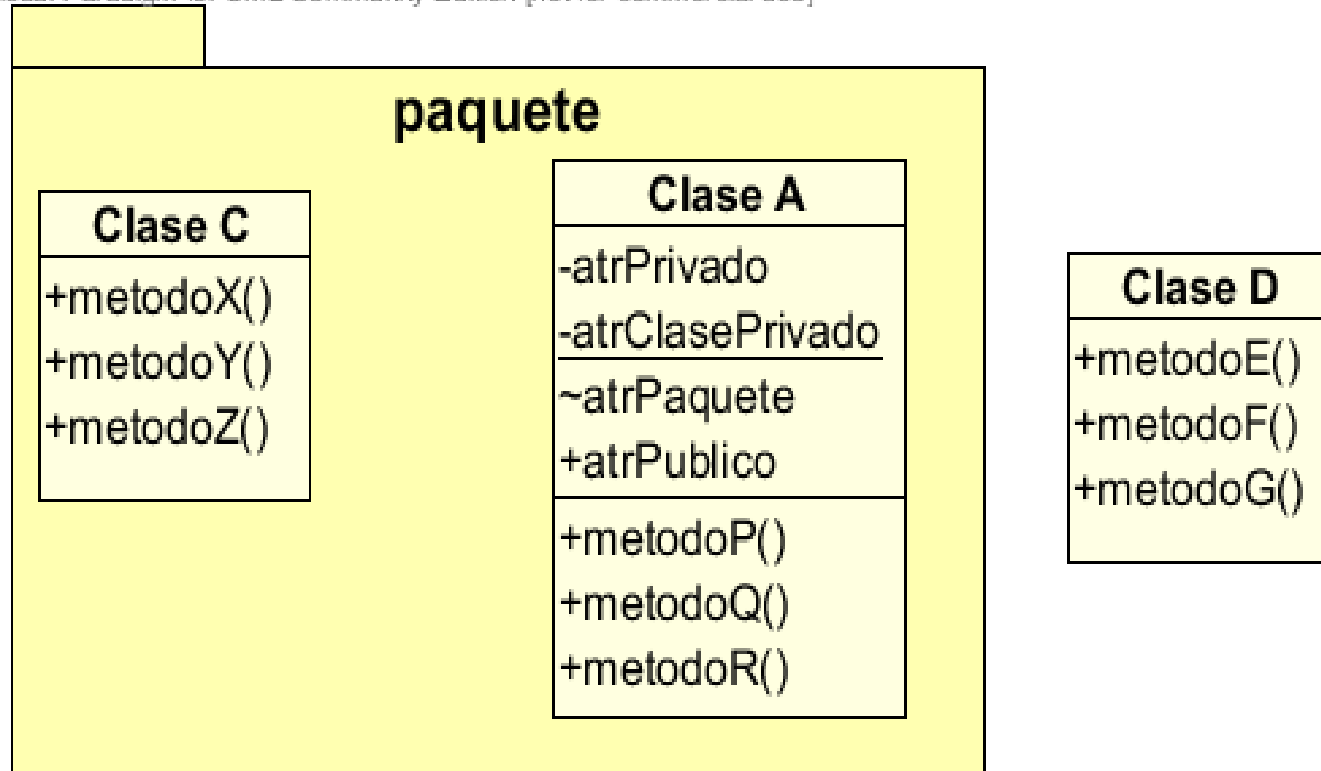 paquete
Clase C
+metodoX()
+metodoY()
+metodoZ()
Clase A
-atrPrivado
-atrClasePrivado
~atrPaquete
+atrPublico
+metodoP()
+metodoQ()
+metodoR()
Clase D
+metodoE()
+metodoF()
+metodoG()